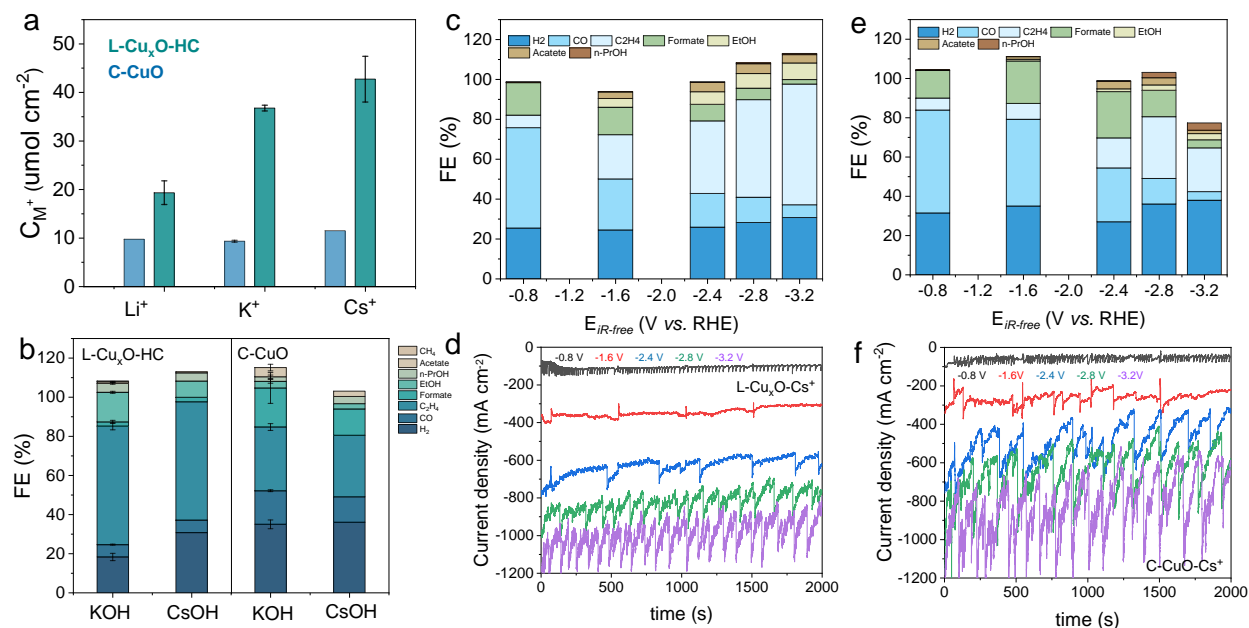 a
L-CuxO-HC
C-CuO
CM+ (umol cm-2)
50
40
30
20
10
0
Li+ K+ Cs+
b
L-CuxO-HC C-CuO
FE (%)
120
100
80
60
40
20
0
KOH CsOH KOH CsOH
CH4
Acetate
n-PrOH
EtOH
Formate
C2H4
CO
H2
c
H2 CO C2H4 Formate EtOH
Acetate n-PrOH
FE (%)
120
100
80
60
40
20
0
-0.8 -1.2 -1.6 -2.0 -2.4 -2.8 -3.2
EiR-free (V vs. RHE)
d
-0.8 V -1.6 V -2.4 V -2.8 V -3.2 V
L-CuxO-Cs+
Current density (mA cm-2)
0
-200
-400
-600
-800
-1000
-1200
0 500 1000 1500 2000
time (s)
e
H2 CO C2H4 Formate EtOH
Acetate n-PrOH
FE (%)
120
100
80
60
40
20
0
-0.8 -1.2 -1.6 -2.0 -2.4 -2.8 -3.2
EiR-free (V vs. RHE)
f
-0.8 V -1.6V -2.4 V -2.8 V -3.2V
C-CuO-Cs+
Current density (mA cm-2)
0
-200
-400
-600
-800
-1000
-1200
0 500 1000 1500 2000
time (s)